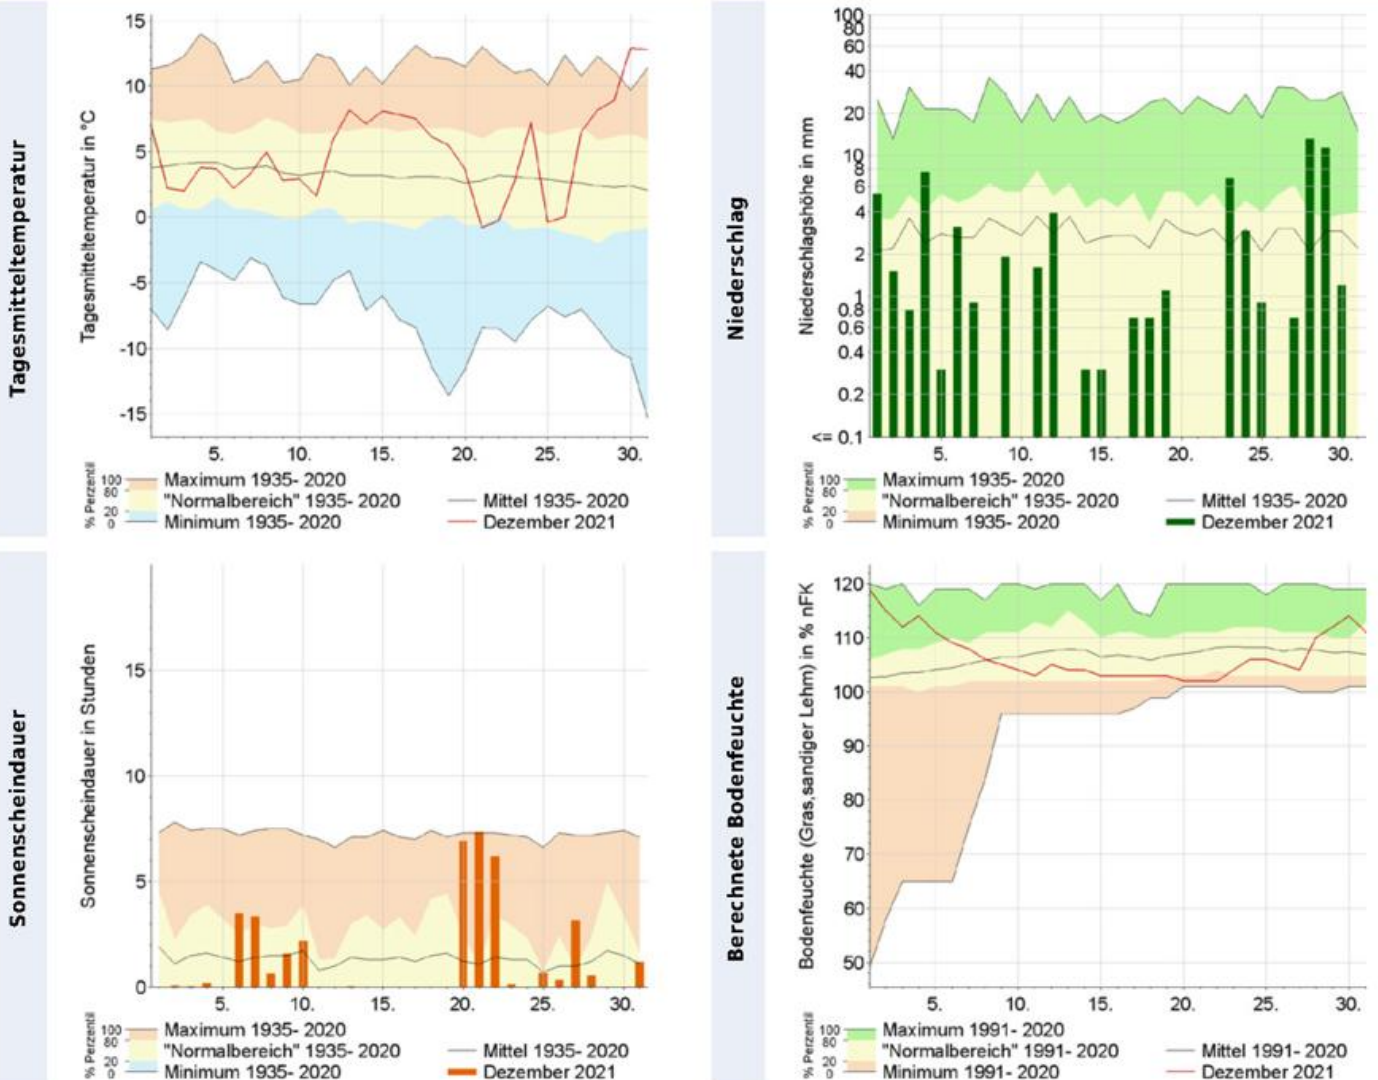 Tagesmitteltemperatur
Tagesmitteltemperatur in °C
15
10
5
0
-5
-10
-15
5. 10. 15. 20. 25. 30.
% Perzentil
100
80
20
0
Maximum 1935- 2020
"Normalbereich" 1935- 2020
Minimum 1935- 2020
Mittel 1935- 2020
Dezember 2021
Niederschlag
Niederschlagshöhe in mm
100
80
60
40
20
10
8
6
4
2
1
0.8
0.6
0.4
0.2
<= 0.1
5. 10. 15. 20. 25. 30.
% Perzentil
100
80
20
0
Maximum 1935- 2020
"Normalbereich" 1935- 2020
Minimum 1935- 2020
Mittel 1935- 2020
Dezember 2021
Sonnenscheindauer
Sonnenscheindauer in Stunden
15
10
5
0
5. 10. 15. 20. 25. 30.
% Perzentil
100
80
20
0
Maximum 1935- 2020
"Normalbereich" 1935- 2020
Minimum 1935- 2020
Mittel 1935- 2020
Dezember 2021
Berechnete Bodenfeuchte
Bodenfeuchte (Gras,sandiger Lehm) in % nFK
120
110
100
90
80
70
60
50
5. 10. 15. 20. 25. 30.
% Perzentil
100
80
20
0
Maximum 1991- 2020
"Normalbereich" 1991- 2020
Minimum 1991- 2020
Mittel 1991- 2020
Dezember 2021